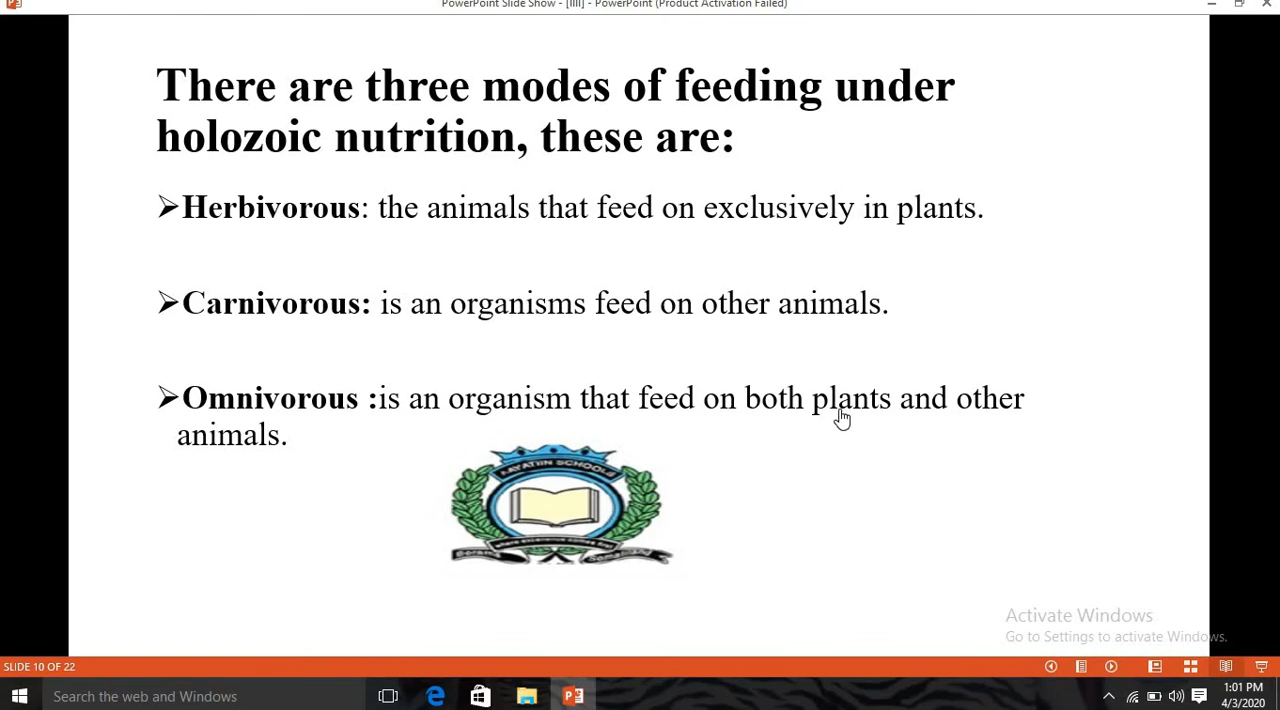 PowerPoint Slide Show - [IIII] - PowerPoint (Product Activation Failed)
There are three modes of feeding under
holozoic nutrition, these are:
➢Herbivorous: the animals that feed on exclusively in plants.
➢Carnivorous: is an organisms feed on other animals.
➢Omnivorous :is an organism that feed on both plants and other
animals.
SCHOOLS
Activate Windows
Go to Settings to activate Windows.
SLIDE 10 OF 22
Search the web and Windows
1:01 PM
4/3/2020